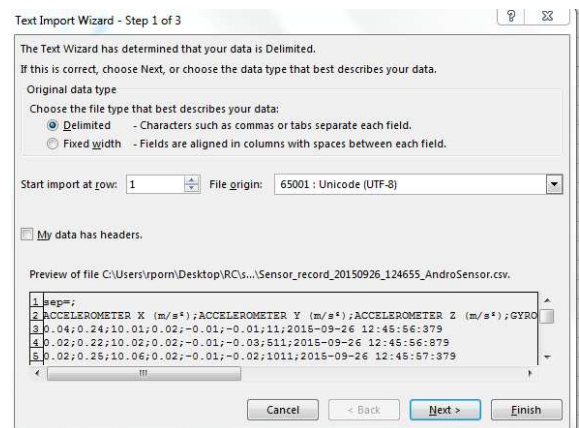 Text Import Wizard - Step 1 of 3
The Text Wizard has determined that your data is Delimited.
If this is correct, choose Next, or choose the data type that best describes your data.
Original data type
Choose the file type that best describes your data:
Delimited - Characters such as commas or tabs separate each field.
Fixed width - Fields are aligned in columns with spaces between each field.
Start import at row: 1 File origin: 65001 : Unicode (UTF-8)
My data has headers.
Preview of file C:\Users\rporn\Desktop\RC\s...\Sensor_record_20150926_124655_AndroSensor.csv.
1 sep=;
2 ACCELEROMETER X (m/s²);ACCELEROMETER Y (m/s²);ACCELEROMETER Z (m/s²);GYRO
3 0.04;0.24;10.01;0.02;-0.01;-0.01;11;2015-09-26 12:45:56:379
4 0.02;0.22;10.02;0.02;-0.01;-0.03;511;2015-09-26 12:45:56:879
5 0.02;0.25;10.06;0.02;-0.01;-0.02;1011;2015-09-26 12:45:57:379
Cancel < Back Next > Finish